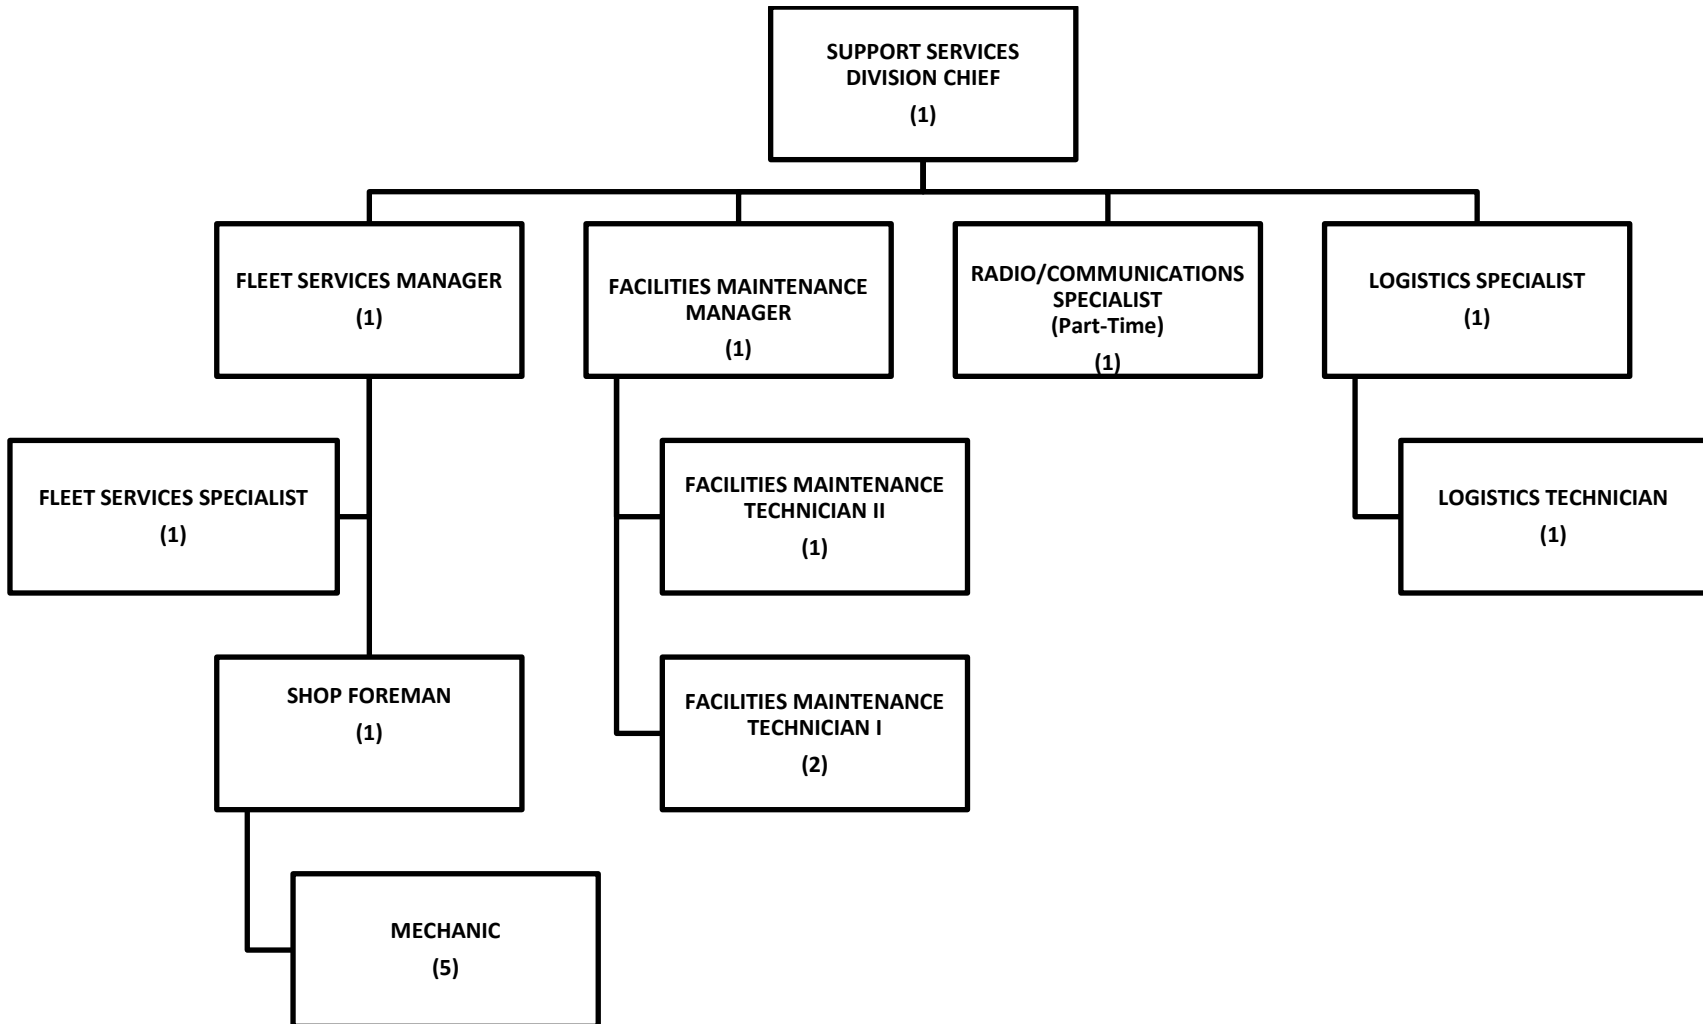 SUPPORT SERVICES
DIVISION CHIEF
(1)
FLEET SERVICES MANAGER
(1)
FACILITIES MAINTENANCE
MANAGER
(1)
RADIO/COMMUNICATIONS
SPECIALIST
(Part-Time)
(1)
LOGISTICS SPECIALIST
(1)
FLEET SERVICES SPECIALIST
(1)
FACILITIES MAINTENANCE
TECHNICIAN II
(1)
LOGISTICS TECHNICIAN
(1)
SHOP FOREMAN
(1)
FACILITIES MAINTENANCE
TECHNICIAN I
(2)
MECHANIC
(5)